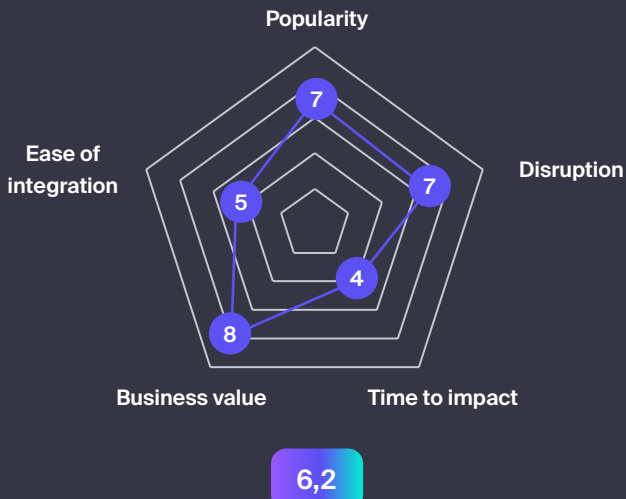 Popularity
7
Ease of
integration
Disruption
7
5
4
8
Business value
Time to impact
6,2